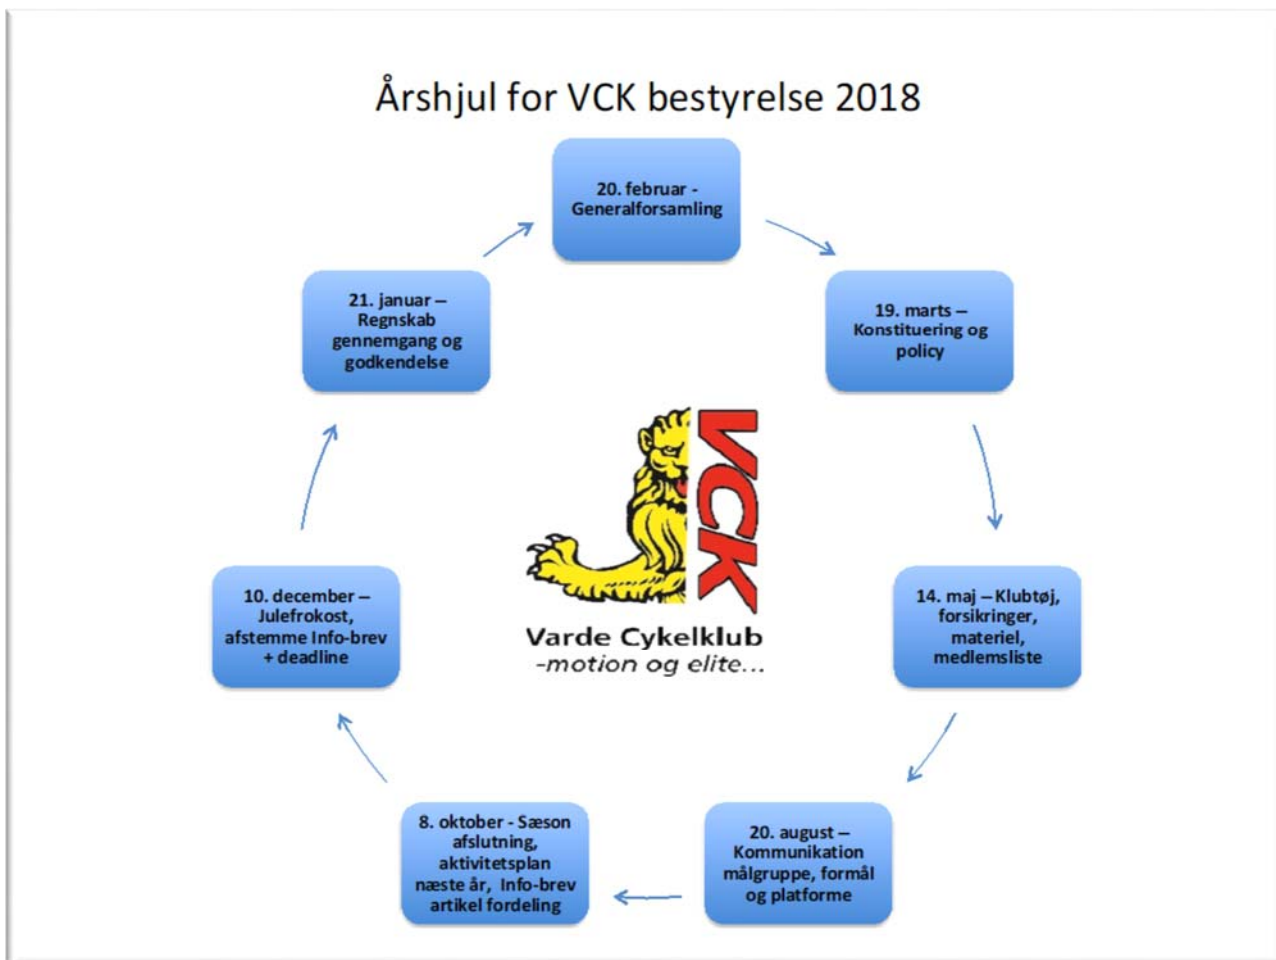 Årshjul for VCK bestyrelse 2018
20. februar -
Generalforsamling
19. marts –
Konstituering og
policy
14. maj – Klubtøj,
forsikringer,
materiel,
medlemsliste
20. august –
Kommunikation
målgruppe, formål
og platforme
8. oktober - Sæson
afslutning,
aktivitetsplan
næste år, Info-brev
artikel fordeling
10. december –
Julefrokost,
afstemme Info-brev
+ deadline
21. januar –
Regnskab
gennemgang og
godkendelse
VCK
Varde Cykelklub
-motion og elite...